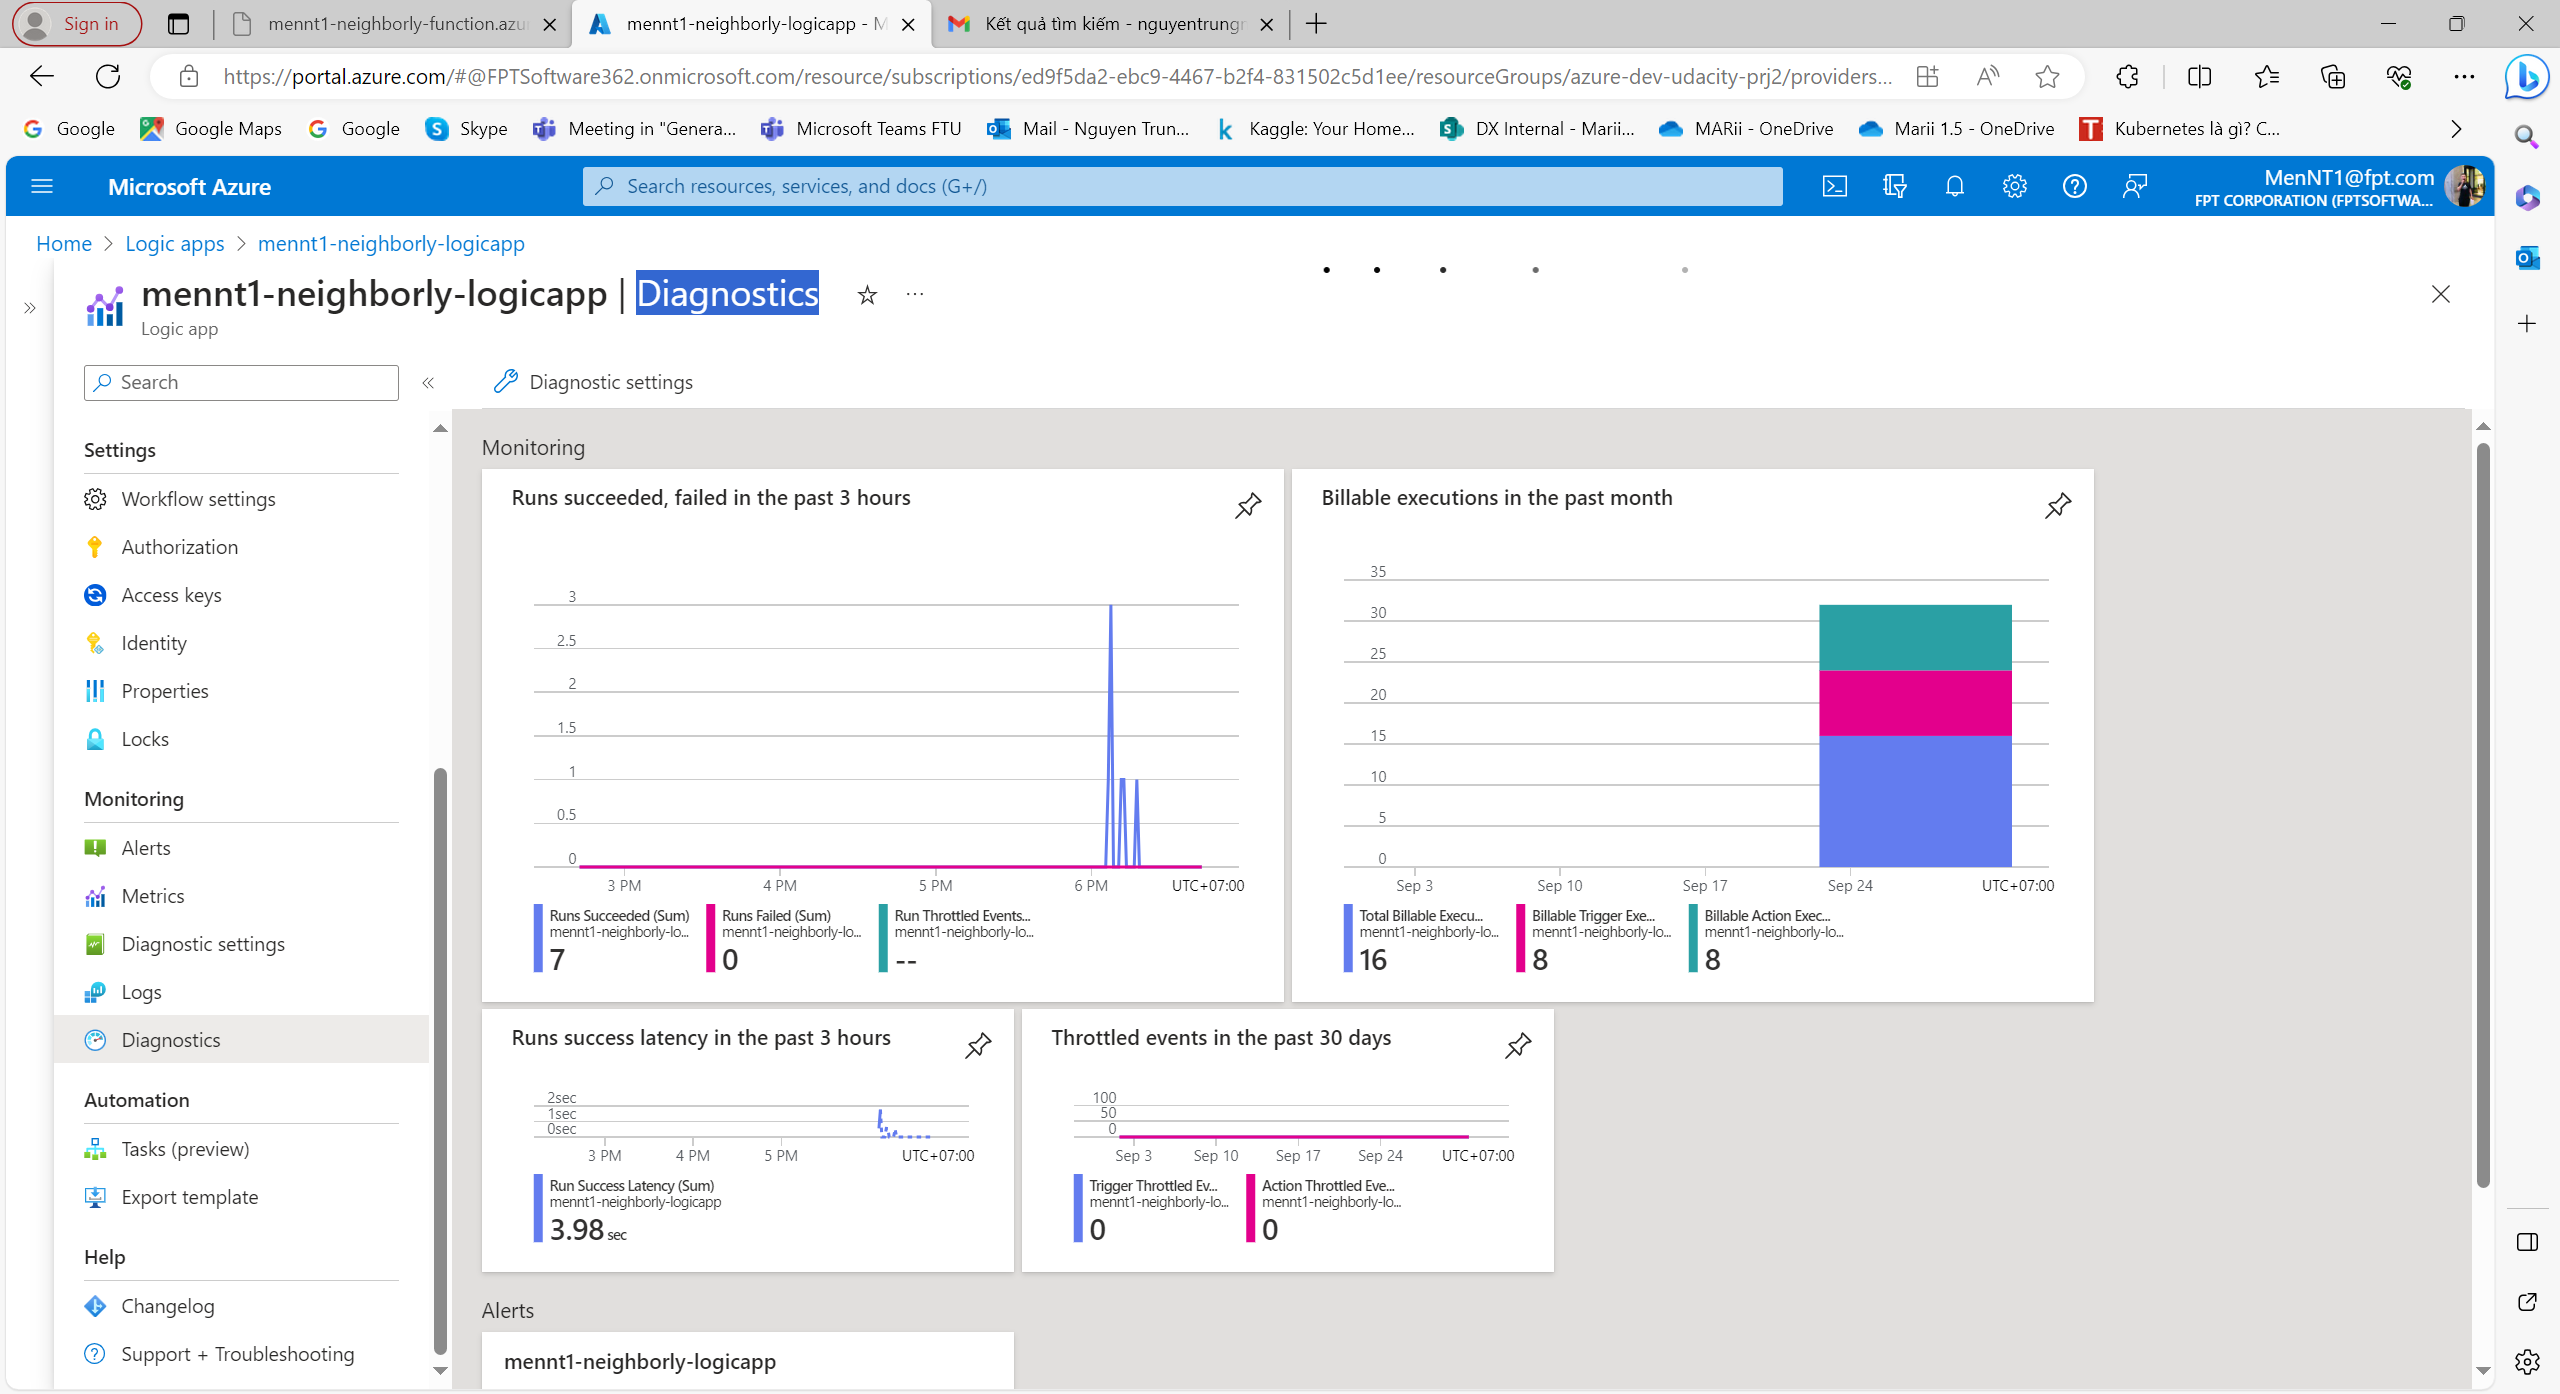 Sign in
mennt1-neighborly-function.azu
mennt1-neighborly-logicapp - M
Kết quả tìm kiếm - nguyentrungn
https://portal.azure.com/#@FPTSoftware362.onmicrosoft.com/resource/subscriptions/ed9f5da2-ebc9-4467-b2f4-831502c5d1ee/resourceGroups/azure-dev-udacity-prj2/providers...
Google
Google Maps
Google
Skype
Meeting in "Genera...
Microsoft Teams FTU
Mail - Nguyen Trun...
Kaggle: Your Home...
DX Internal - Marii...
MARii - OneDrive
Marii 1.5 - OneDrive
Kubernetes là gì? C...
Microsoft Azure
Search resources, services, and docs (G+/)
MenNT1@fpt.com
FPT CORPORATION (FPTSOFTWA...
Home > Logic apps > mennt1-neighborly-logicapp
mennt1-neighborly-logicapp | Diagnostics
Logic app
Search
Diagnostic settings
Settings
Workflow settings
Authorization
Access keys
Identity
Properties
Locks
Monitoring
Alerts
Metrics
Diagnostic settings
Logs
Diagnostics
Automation
Tasks (preview)
Export template
Help
Changelog
Support + Troubleshooting
Monitoring
Runs succeeded, failed in the past 3 hours
3
2.5
2
1.5
1
0.5
0
3 PM 4 PM 5 PM 6 PM UTC+07:00
Runs Succeeded (Sum)
mennt1-neighborly-lo...
7
Runs Failed (Sum)
mennt1-neighborly-lo...
0
Run Throttled Events...
mennt1-neighborly-lo...
--
Billable executions in the past month
35
30
25
20
15
10
5
0
Sep 3 Sep 10 Sep 17 Sep 24 UTC+07:00
Total Billable Execu...
mennt1-neighborly-lo...
16
Billable Trigger Exe...
mennt1-neighborly-lo...
8
Billable Action Exec...
mennt1-neighborly-lo...
8
Runs success latency in the past 3 hours
2sec
1sec
0sec
3 PM 4 PM 5 PM UTC+07:00
Run Success Latency (Sum)
mennt1-neighborly-logicapp
3.98 sec
Throttled events in the past 30 days
100
50
0
Sep 3 Sep 10 Sep 17 Sep 24 UTC+07:00
Trigger Throttled Ev...
mennt1-neighborly-lo...
0
Action Throttled Eve...
mennt1-neighborly-lo...
0
Alerts
mennt1-neighborly-logicapp